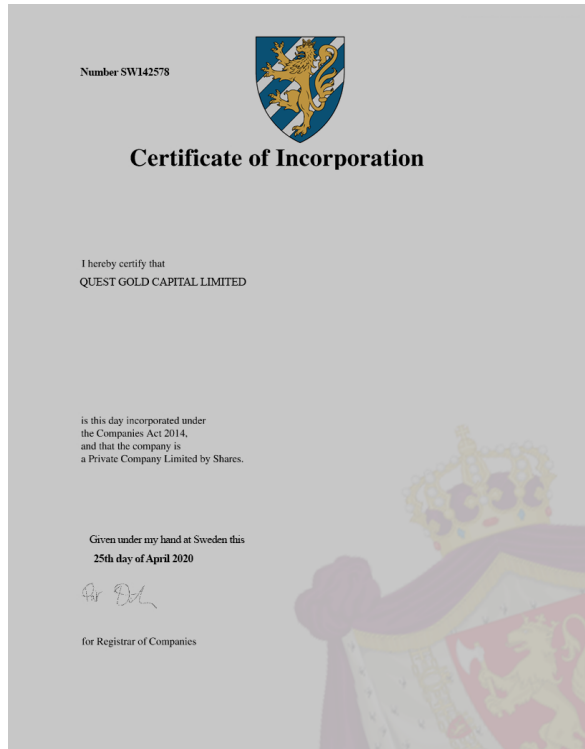 Number SW142578
Certificate of Incorporation
I hereby certify that
QUEST GOLD CAPITAL LIMITED
is this day incorporated under
the Companies Act 2014,
and that the company is
a Private Company Limited by Shares.
Given under my hand at Sweden this
25th day of April 2020
for Registrar of Companies